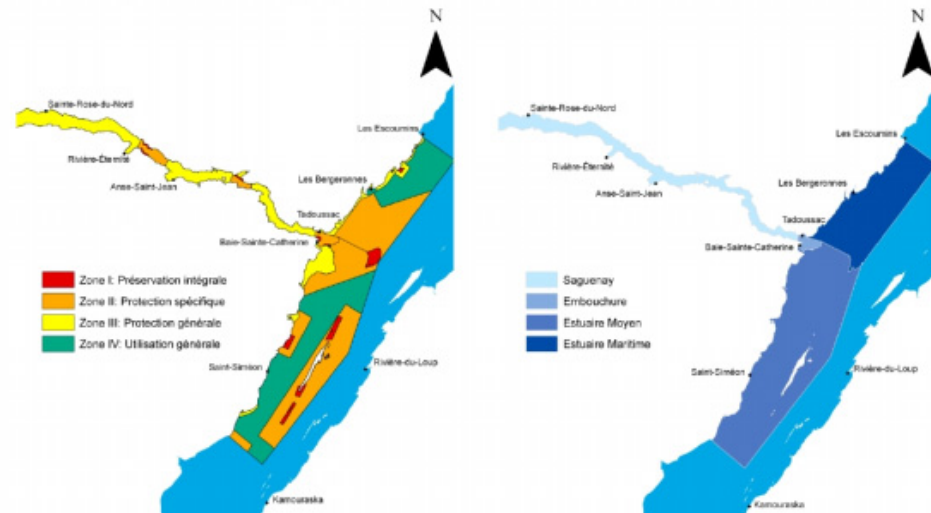 N
Sainte-Rose-du-Nord
Les Escoumins
Rivière-Éternité
Anse-Saint-Jean
Les Bergeronnes
Tadoussac
Baie-Sainte-Catherine
Zone I: Préservation intégrale
Zone II: Protection spécifique
Zone III: Protection générale
Zone IV: Utilisation générale
Saint-Siméon
Rivière-du-Loup
Kamouraska
N
Sainte-Rose-du-Nord
Les Escoumins
Rivière-Éternité
Anse-Saint-Jean
Les Bergeronnes
Tadoussac
Baie-Sainte-Catherine
Saguenay
Embouchure
Estuaire Moyen
Estuaire Maritime
Saint-Siméon
Rivière-du-Loup
Kamouraska